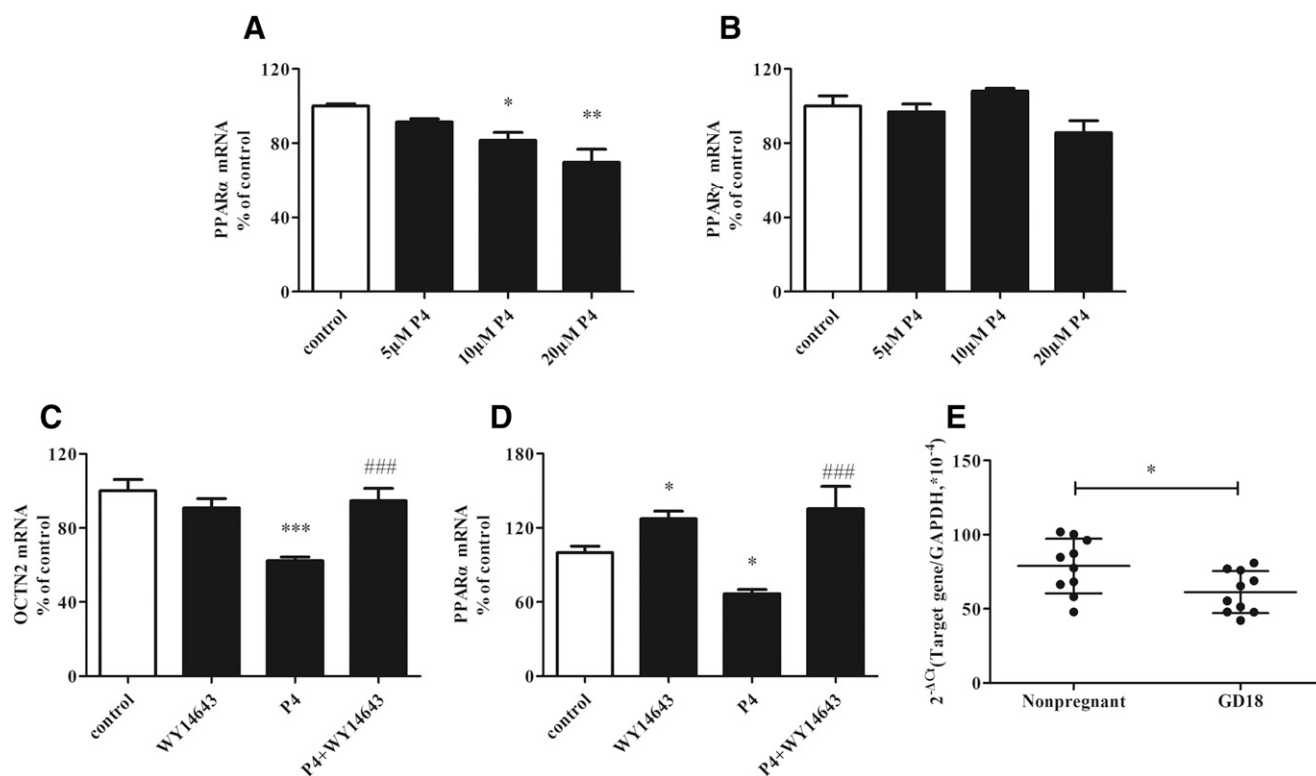 A
PPARα mRNA
% of control
120
80
40
0
*
**
control
5μM P4
10μM P4
20μM P4
B
PPARγ mRNA
% of control
120
80
40
0
control
5μM P4
10μM P4
20μM P4
C
OCTN2 mRNA
% of control
120
80
40
0
***
###
control
WY14643
P4
P4+WY14643
D
PPARα mRNA
% of control
180
120
60
0
*
*
###
control
WY14643
P4
P4+WY14643
E
2^-ΔCt(Target gene/GAPDH,*10^-4)
150
100
50
0
*
Nonpregnant
GD18